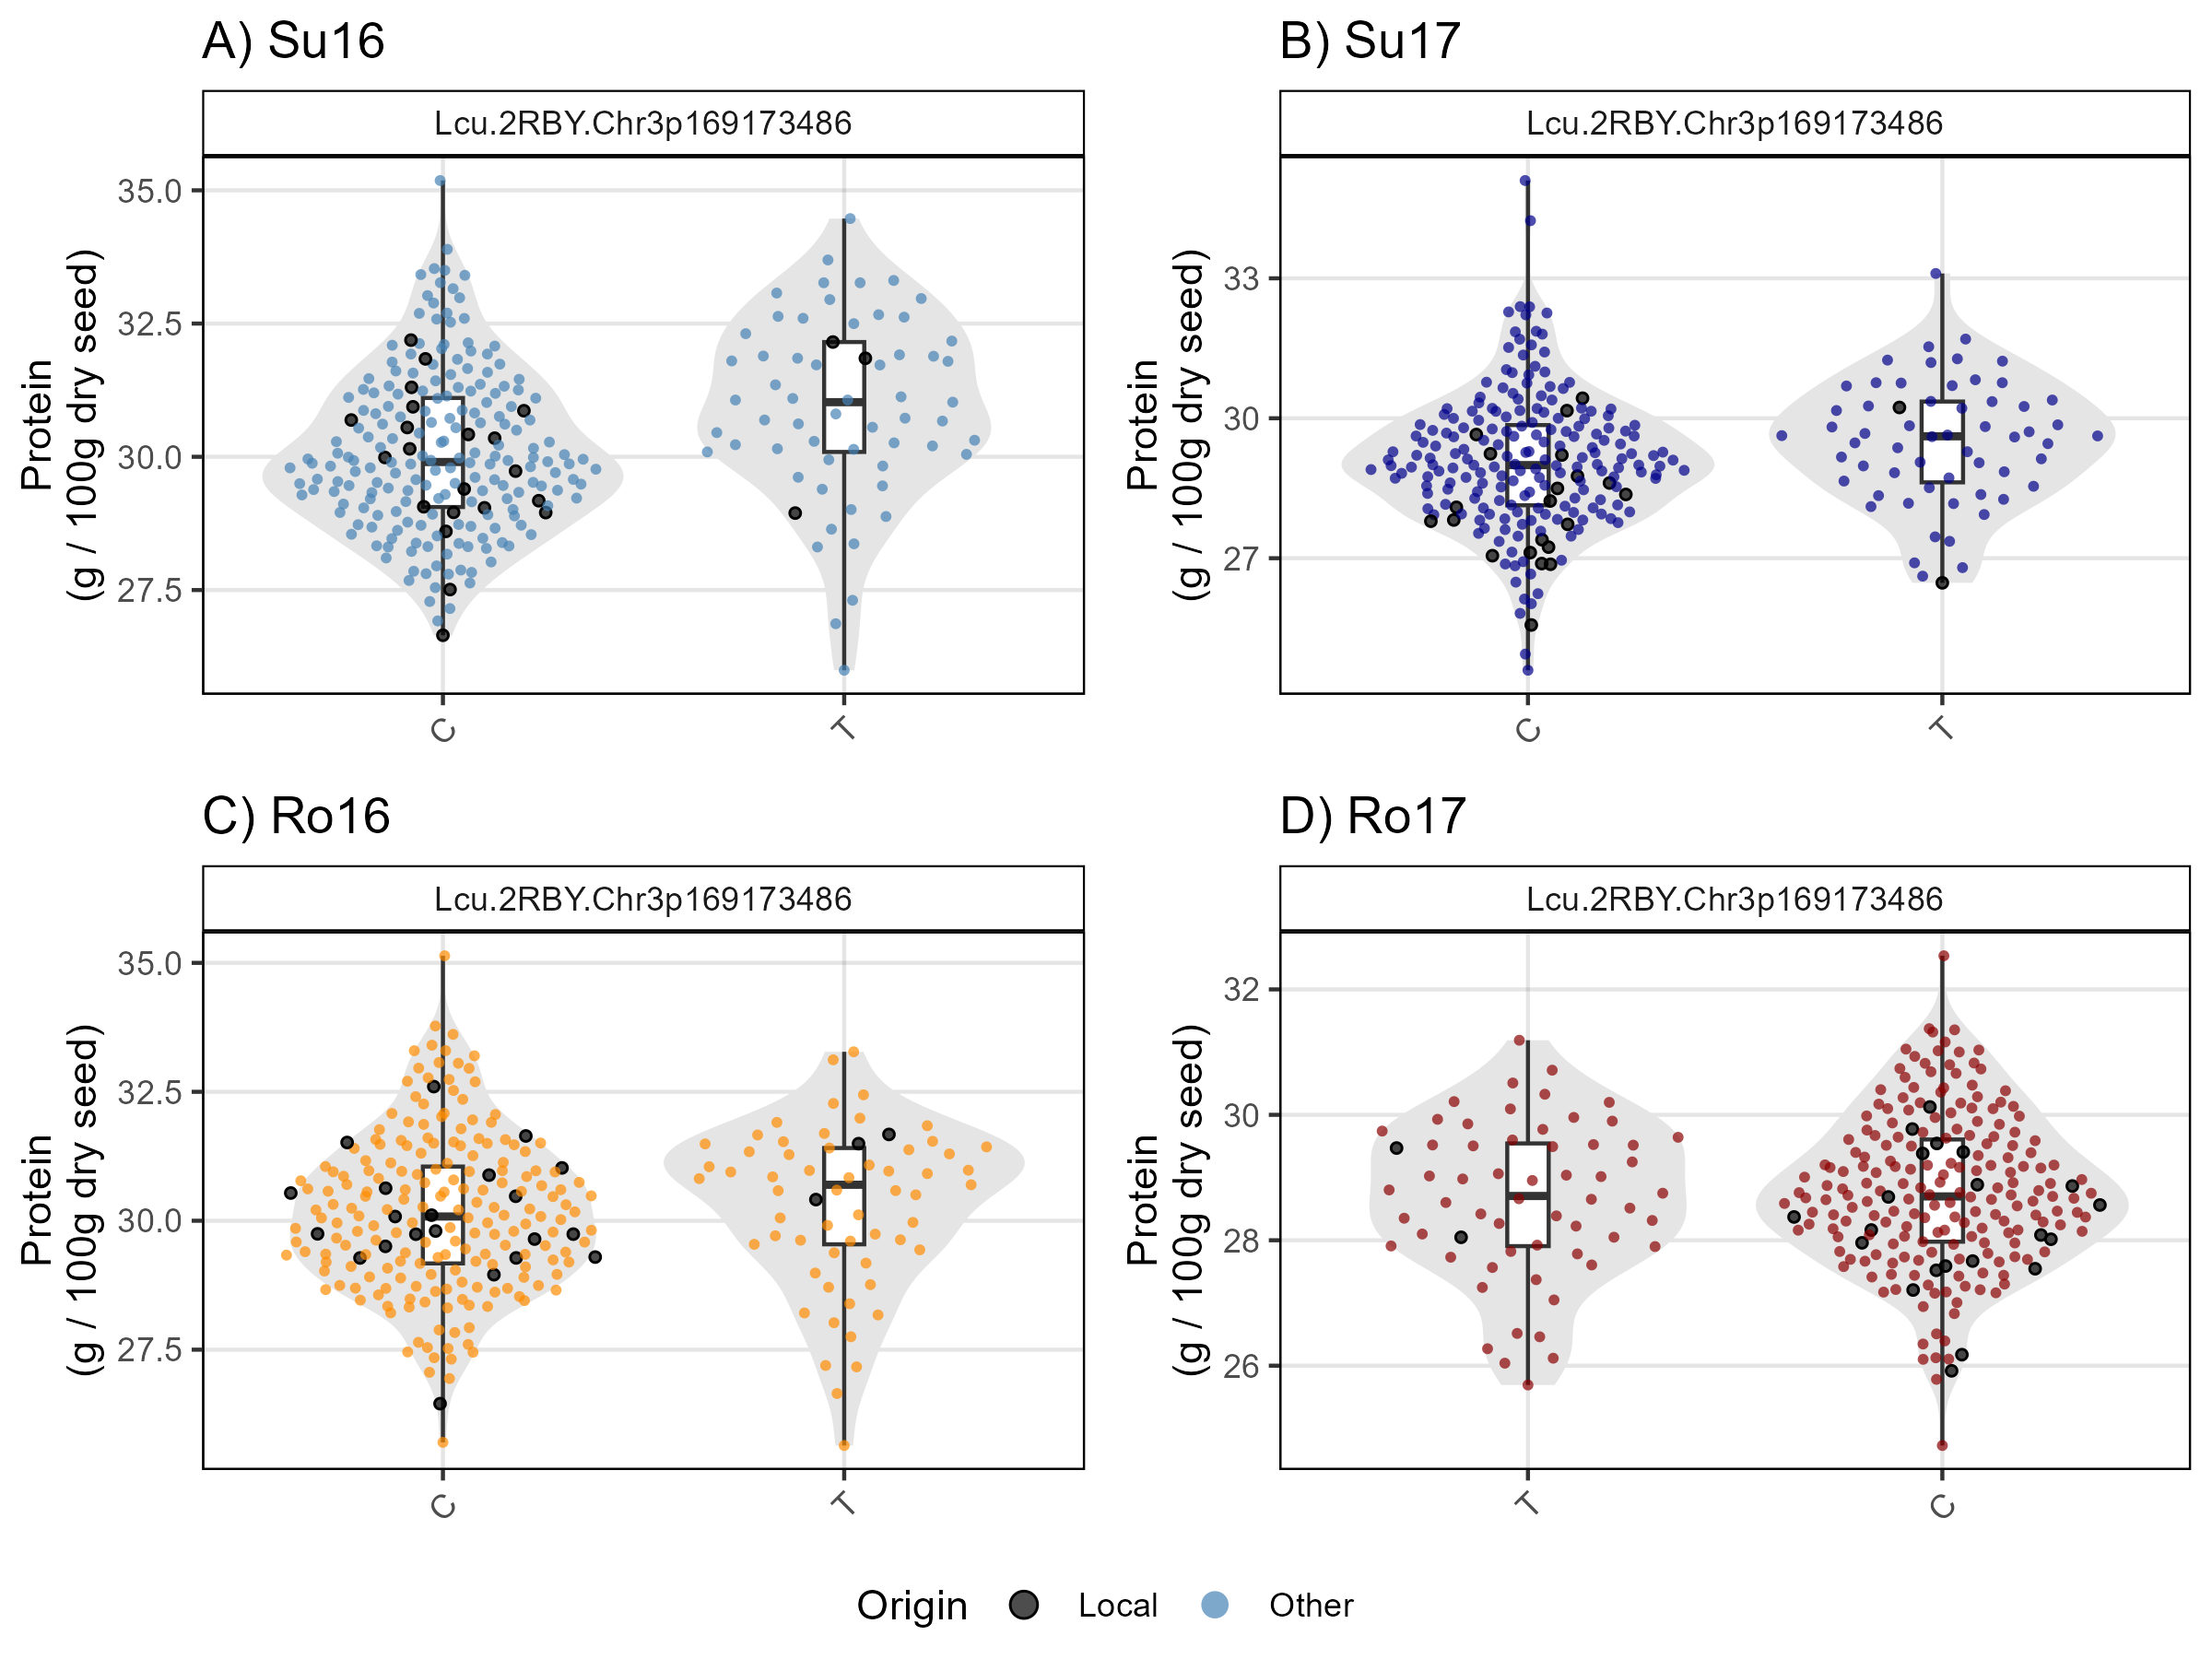 A) Su16
Lcu.2RBY.Chr3p169173486
Protein
(g / 100g dry seed)
35.0
32.5
30.0
27.5
C
T
B) Su17
Lcu.2RBY.Chr3p169173486
Protein
(g / 100g dry seed)
33
30
27
C
T
C) Ro16
Lcu.2RBY.Chr3p169173486
Protein
(g / 100g dry seed)
35.0
32.5
30.0
27.5
C
T
D) Ro17
Lcu.2RBY.Chr3p169173486
Protein
(g / 100g dry seed)
32
30
28
26
T
C
Origin Local Other